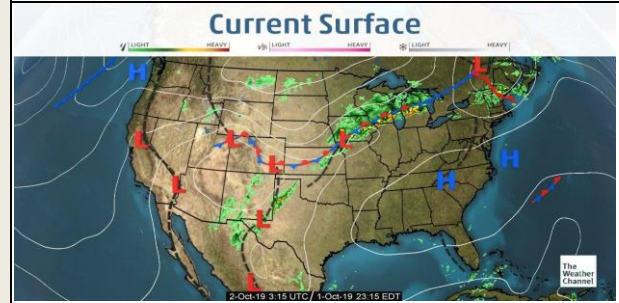 Current Surface
LIGHT HEAVY LIGHT HEAVY LIGHT HEAVY
H
L
L
L
L
L
L
H
H
L
L
The
Weather
Channel
2-Oct-19 3:15 UTC / 1-Oct-19 23:15 EDT